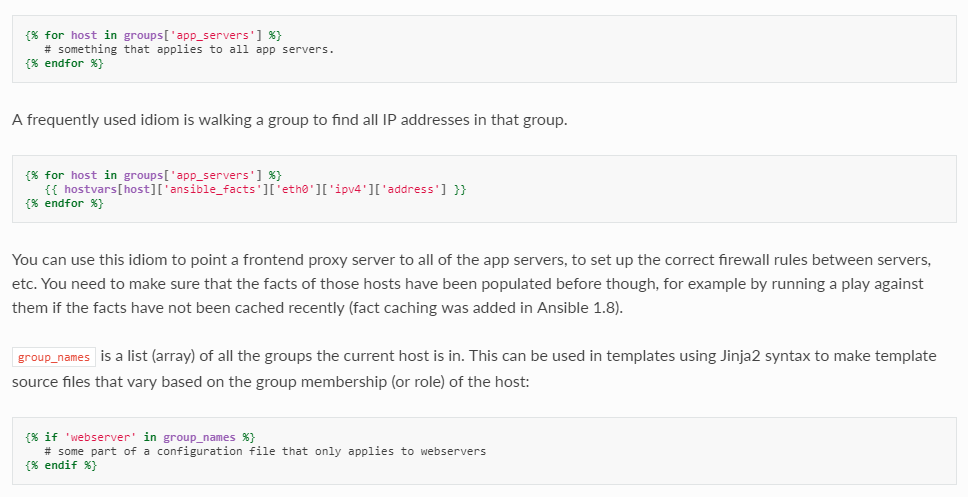 {% for host in groups['app_servers'] %}
   # something that applies to all app servers.
{% endfor %}
A frequently used idiom is walking a group to find all IP addresses in that group.
{% for host in groups['app_servers'] %}
   {{ hostvars[host]['ansible_facts']['eth0']['ipv4']['address'] }}
{% endfor %}
You can use this idiom to point a frontend proxy server to all of the app servers, to set up the correct firewall rules between servers,
etc. You need to make sure that the facts of those hosts have been populated before though, for example by running a play against
them if the facts have not been cached recently (fact caching was added in Ansible 1.8).
group_names is a list (array) of all the groups the current host is in. This can be used in templates using Jinja2 syntax to make template
source files that vary based on the group membership (or role) of the host:
{% if 'webserver' in group_names %}
   # some part of a configuration file that only applies to webservers
{% endif %}